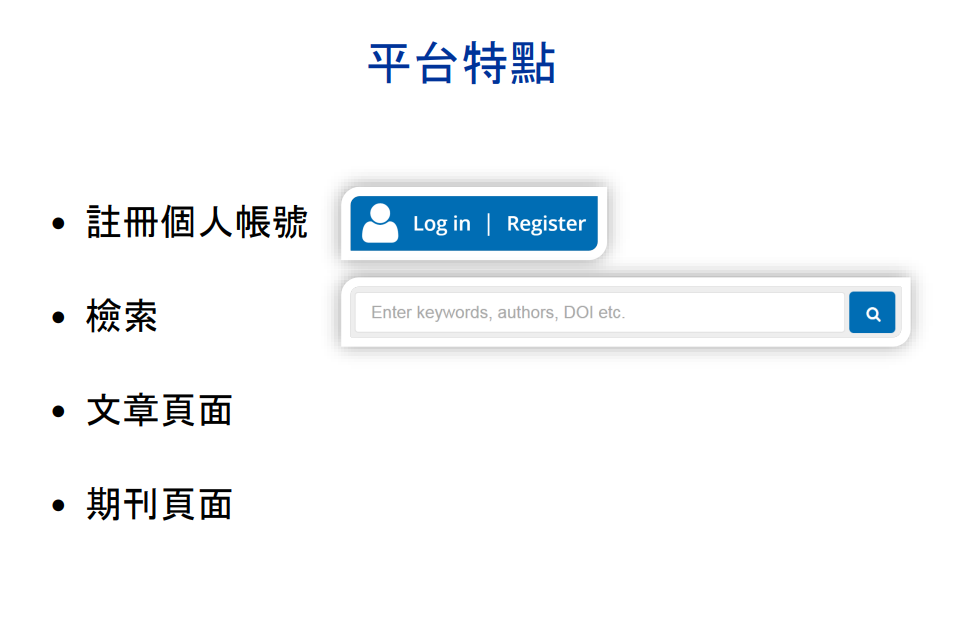 平台特點
• 註冊個人帳號
Log in | Register
• 檢索
Enter keywords, authors, DOI etc.
• 文章頁面
• 期刊頁面